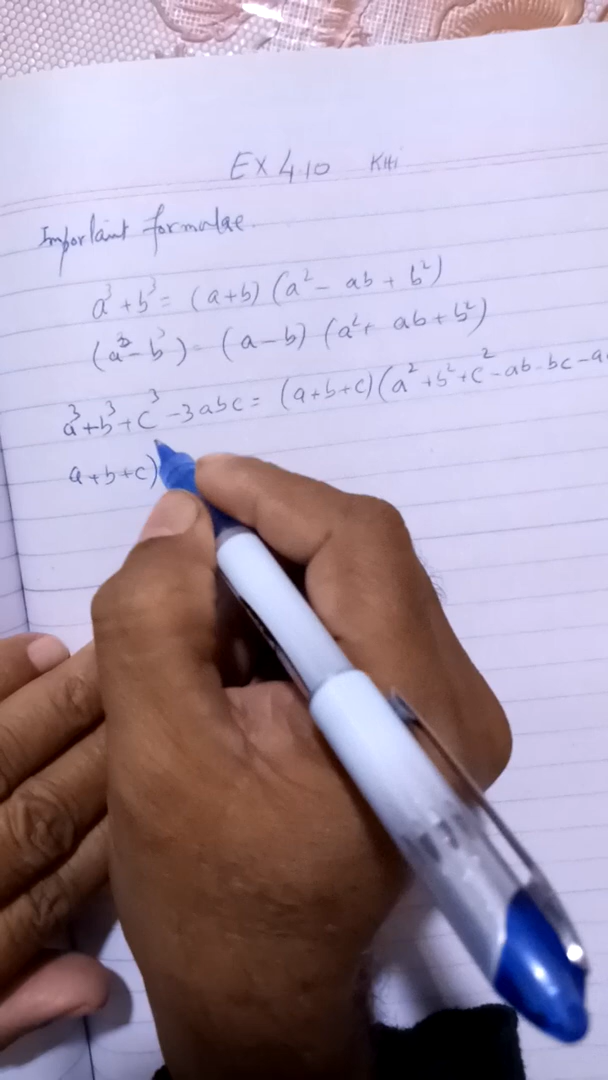 EX 4.10 KHI
Important formulae.
a³ + b³ = (a+b) (a² - ab + b²)
(a³ - b³) = (a-b) (a² + ab + b²)
a³ + b³ + c³ - 3abc = (a+b+c) (a² + b² + c² - ab - bc - a
a + b + c)